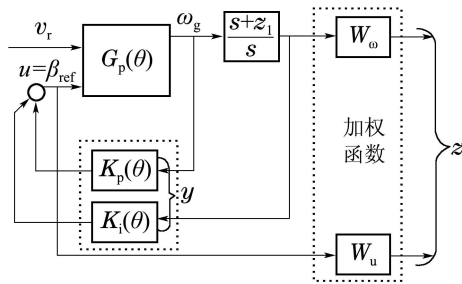 v_r
ω_g
G_p(θ)
s+z_1
s
W_ω
u=β_ref
加权
函数
z
K_p(θ)
y
K_i(θ)
W_u